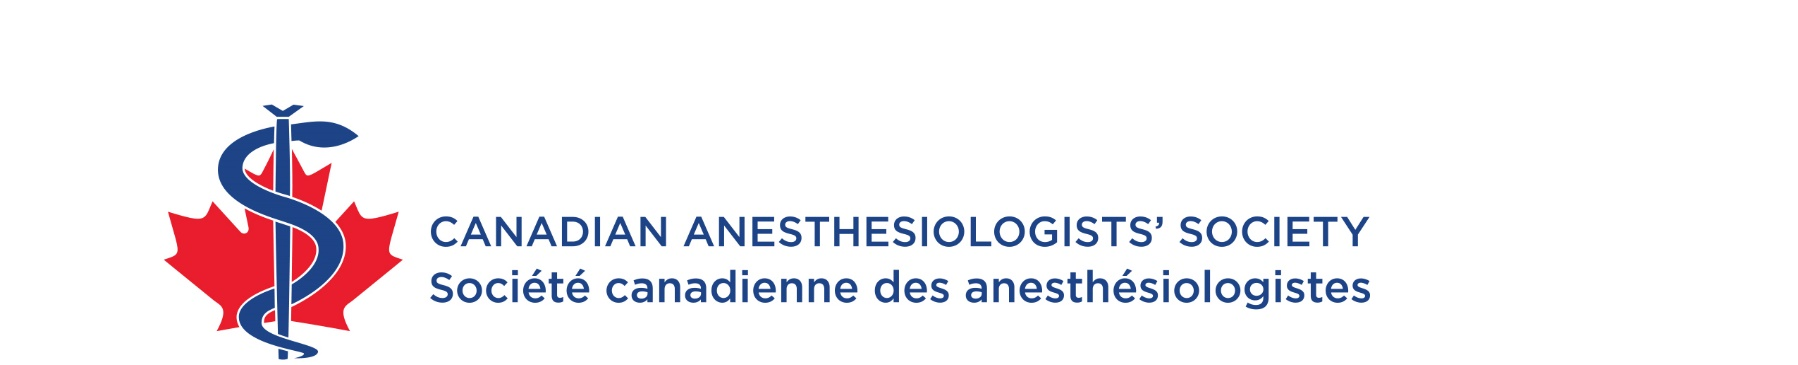 CANADIAN ANESTHESIOLOGISTS’ SOCIETY
Société canadienne des anesthésiologistes